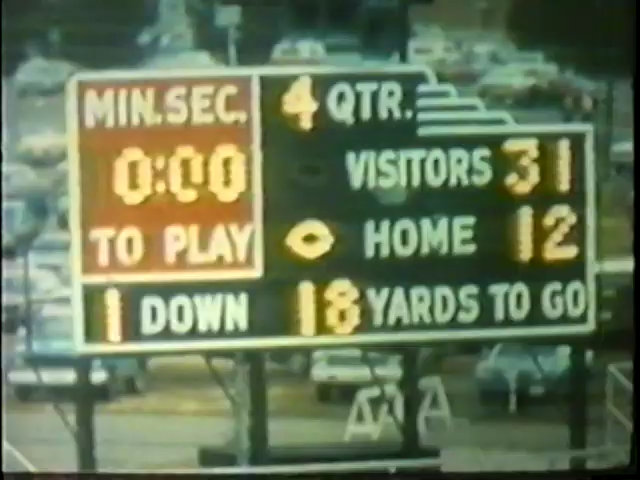 MIN.SEC. 4 QTR.
0:00 VISITORS 31
TO PLAY HOME 12
1 DOWN 18 YARDS TO GO